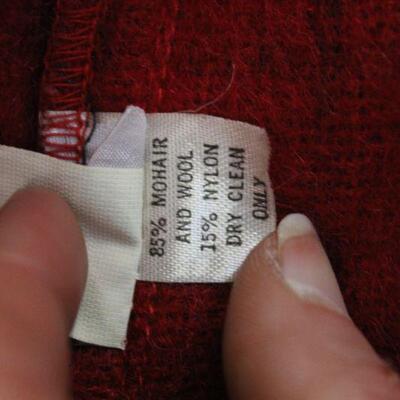 85% MOHAIR
AND WOOL
15% NYLON
DRY CLEAN
ONLY